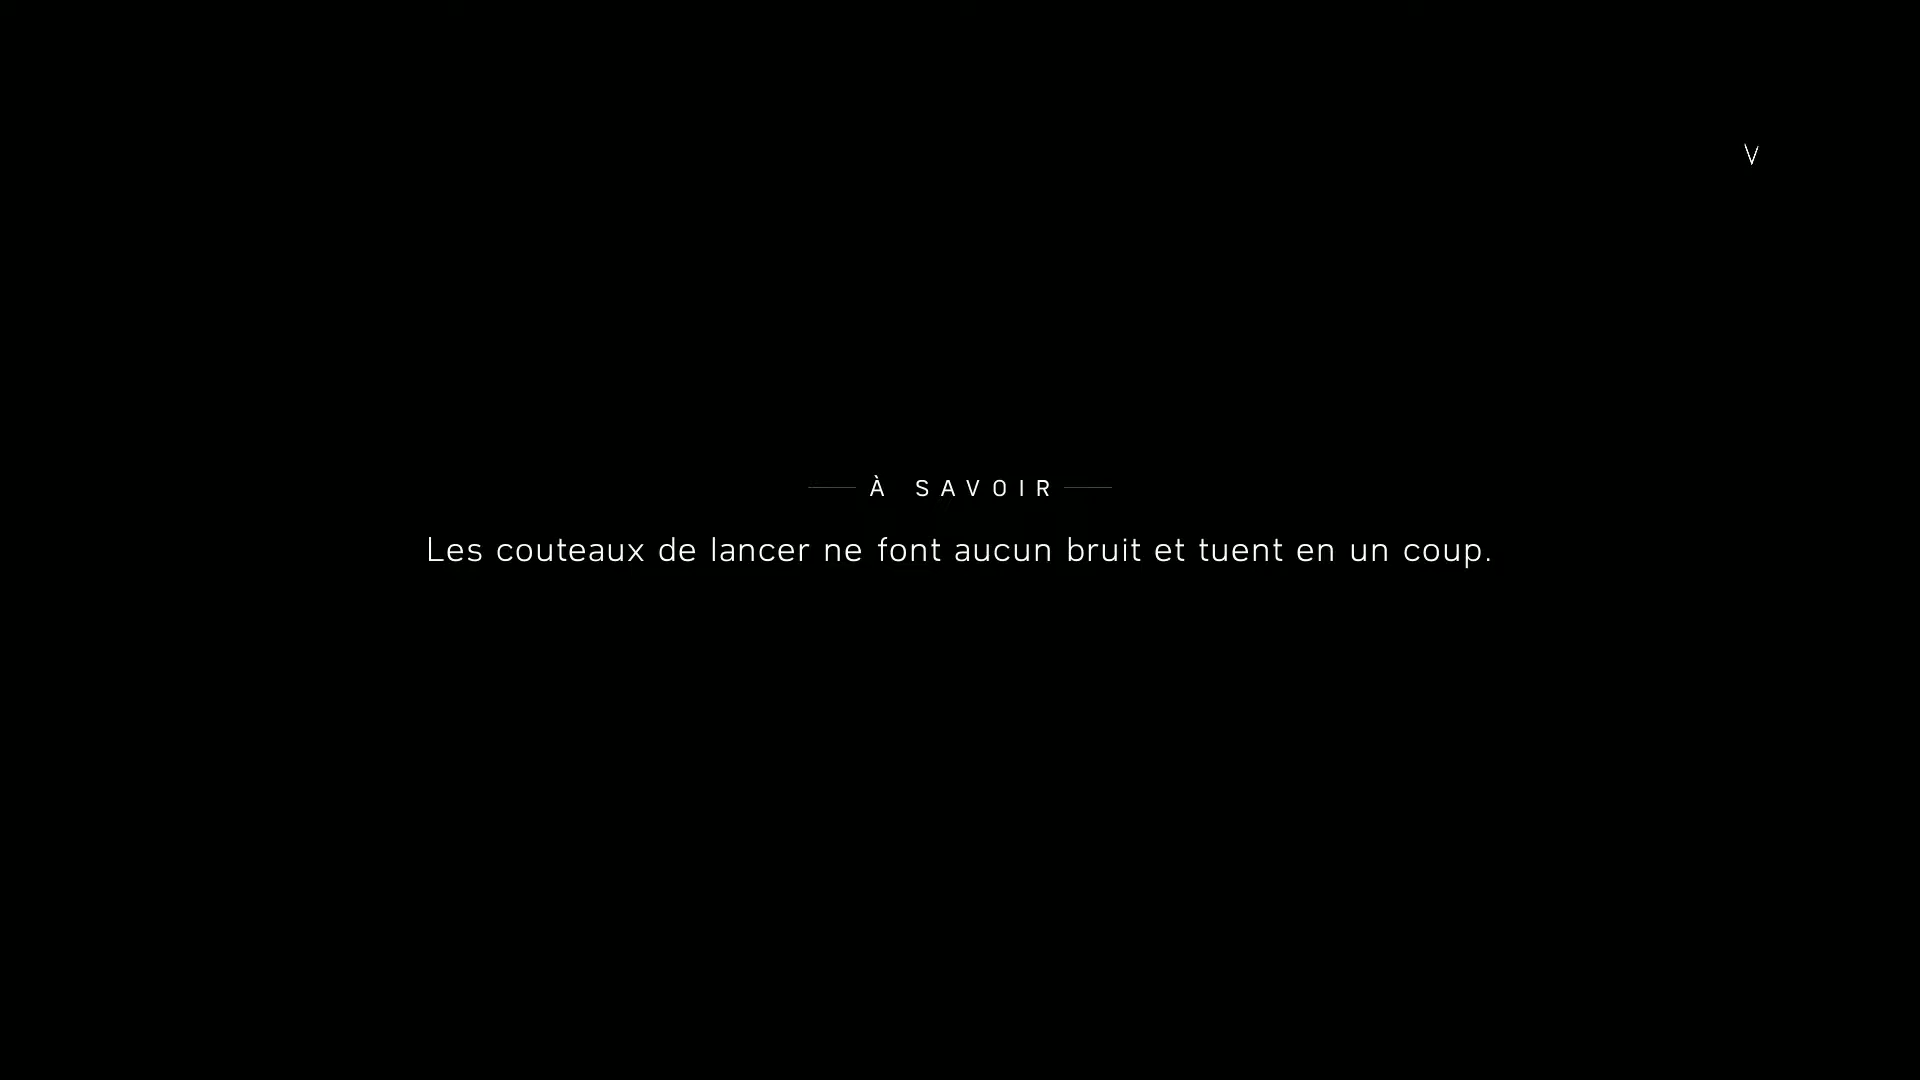 V
À SAVOIR
Les couteaux de lancer ne font aucun bruit et tuent en un coup.